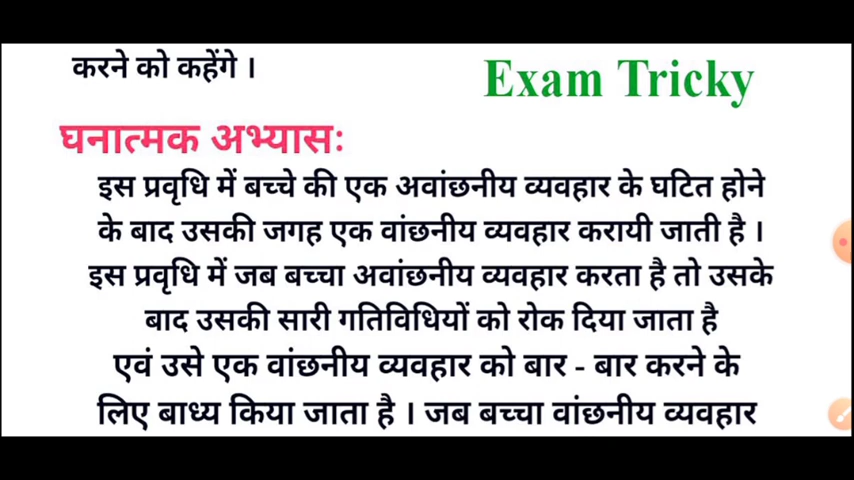 करने को कहेंगे ।
Exam Tricky
घनात्मक अभ्यासः
इस प्रवृधि में बच्चे की एक अवांछनीय व्यवहार के घटित होने
के बाद उसकी जगह एक वांछनीय व्यवहार करायी जाती है ।
इस प्रवृधि में जब बच्चा अवांछनीय व्यवहार करता है तो उसके
बाद उसकी सारी गतिविधियों को रोक दिया जाता है
एवं उसे एक वांछनीय व्यवहार को बार - बार करने के
लिए बाध्य किया जाता है । जब बच्चा वांछनीय व्यवहार